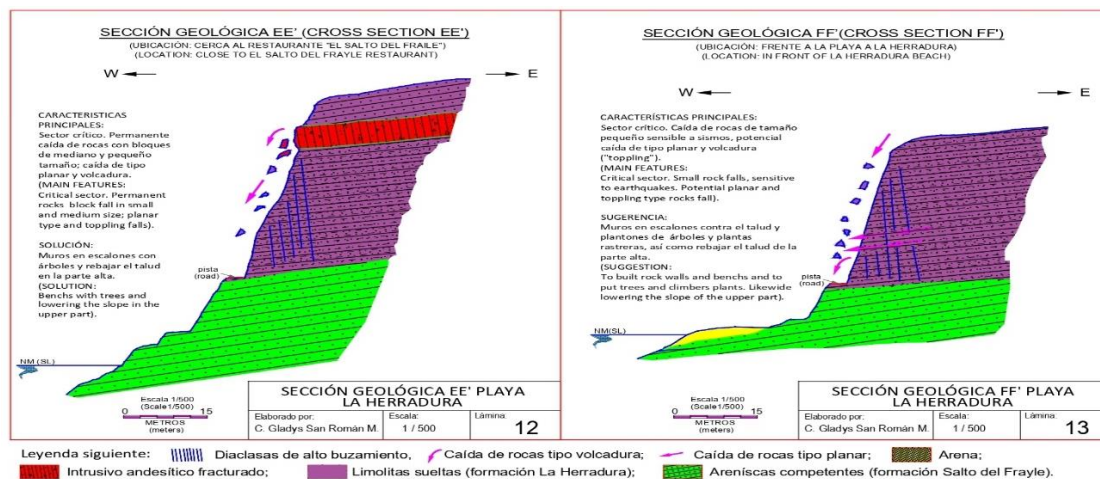 SECCIÓN GEOLÓGICA EE' (CROSS SECTION EE')
(UBICACIÓN: CERCA AL RESTAURANTE "EL SALTO DEL FRAILE")
(LOCATION: CLOSE TO EL SALTO DEL FRAYLE RESTAURANT)
W
E
CARACTERISTICAS
PRINCIPALES:
Sector crítico. Permanente
caída de rocas con bloques
de mediano y pequeño
tamaño; caída de tipo
planar y volcadura.
(MAIN FEATURES:
Critical sector. Permanent
rocks block fall in small
and medium size; planar
type and toppling falls).
SOLUCIÓN:
Muros en escalones con
árboles y rebajar el talud
en la parte alta.
(SOLUTION:
Benchs with trees and
lowering the slope in the
upper part).
pista
(road)
NM (SL)
Escala 1/500
(Scale1/500)
0 15
METROS
(meters)
SECCIÓN GEOLÓGICA EE' PLAYA
LA HERRADURA
Elaborado por:
C. Gladys San Román M.
Escala:
1 / 500
Lámina:
12
SECCIÓN GEOLÓGICA FF' (CROSS SECTION FF')
(UBICACIÓN: FRENTE A LA PLAYA A LA HERRADURA)
(LOCATION: IN FRONT OF LA HERRADURA BEACH)
W
E
CARACTERÍSTICAS PRINCIPALES:
Sector crítico. Caída de rocas de tamaño
pequeño sensible a sismos, potencial
caída de tipo planar y volcadura
("toppling").
(MAIN FEATURES:
Critical sector. Small rock falls, sensitive
to earthquakes. Potential planar and
toppling type rocks fall).
SUGERENCIA:
Muros en escalones contra el talud y
plantones de árboles y plantas
rastreras, así como rebajar el talud de la
parte alta.
(SUGGESTION:
To built rock walls and benchs and to
put trees and climbers plants. Likewide
lowering the slope of the upper part).
pista
(road)
NM(SL)
Escala 1/500
(Scale1/500)
0 15
METROS
(meters)
SECCIÓN GEOLÓGICA FF' PLAYA
LA HERRADURA
Elaborado por:
C. Gladys San Román M.
Escala:
1 / 500
Lámina:
13
Leyenda siguiente: Diaclasas de alto buzamiento, Caída de rocas tipo volcadura; Caída de rocas tipo planar; Arena;
Intrusivo andesítico fracturado; Limolitas sueltas (formación La Herradura); Areníscas competentes (formación Salto del Frayle).